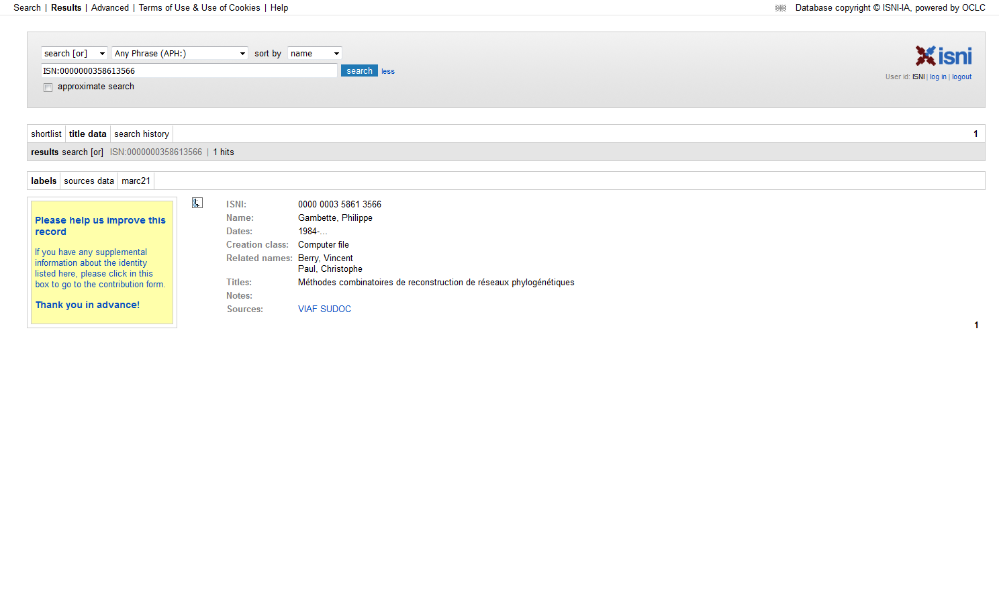 Search | Results | Advanced | Terms of Use & Use of Cookies | Help
Database copyright © ISNI-IA, powered by OCLC
search [or] Any Phrase (APH:) sort by name
isni
ISN:0000000358613566 search less
User id: ISNI | log in | logout
approximate search
shortlist title data search history 1
results search [or] ISN:0000000358613566 | 1 hits
labels sources data marc21
Please help us improve this
record
If you have any supplemental
information about the identity
listed here, please click in this
box to go to the contribution form.
Thank you in advance!
ISNI: 0000 0003 5861 3566
Name: Gambette, Philippe
Dates: 1984-...
Creation class: Computer file
Related names: Berry, Vincent
Paul, Christophe
Titles: Méthodes combinatoires de reconstruction de réseaux phylogénétiques
Notes:
Sources: VIAF SUDOC
1